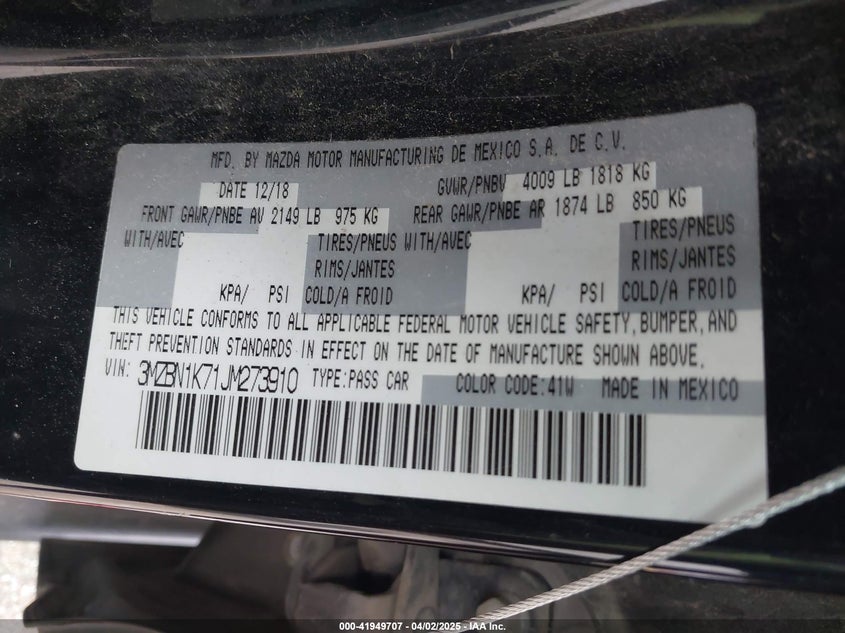 MFD. BY MAZDA MOTOR MANUFACTURING DE MEXICO S.A. DE C.V.
DATE 12/18 GVWR/PNBV 4009 LB 1818 KG
FRONT GAWR/PNBE AV 2149 LB 975 KG REAR GAWR/PNBE AR 1874 LB 850 KG
WITH/AVEC TIRES/PNEUS WITH/AVEC TIRES/PNEUS
RIMS/JANTES RIMS/JANTES
KPA/ PSI COLD/A FROID KPA/ PSI COLD/A FROID
THIS VEHICLE CONFORMS TO ALL APPLICABLE FEDERAL MOTOR VEHICLE SAFETY, BUMPER, AND
THEFT PREVENTION STANDARDS IN EFFECT ON THE DATE OF MANUFACTURE SHOWN ABOVE.
VIN: 3MZBN1K71JM273910 TYPE:PASS CAR COLOR CODE:41W MADE IN MEXICO
000-41949707 - 04/02/2025 - IAA Inc.